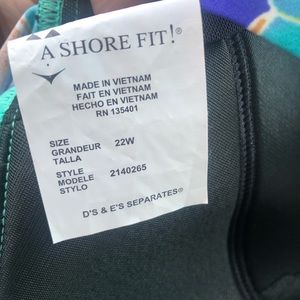 A SHORE FIT!®
MADE IN VIETNAM
FAIT EN VIETNAM
HECHO EN VIETNAM
RN 135401
SIZE
GRANDEUR 22W
TALLA
STYLE
MODELE 2140265
STYLO
D'S & E'S SEPARATES®